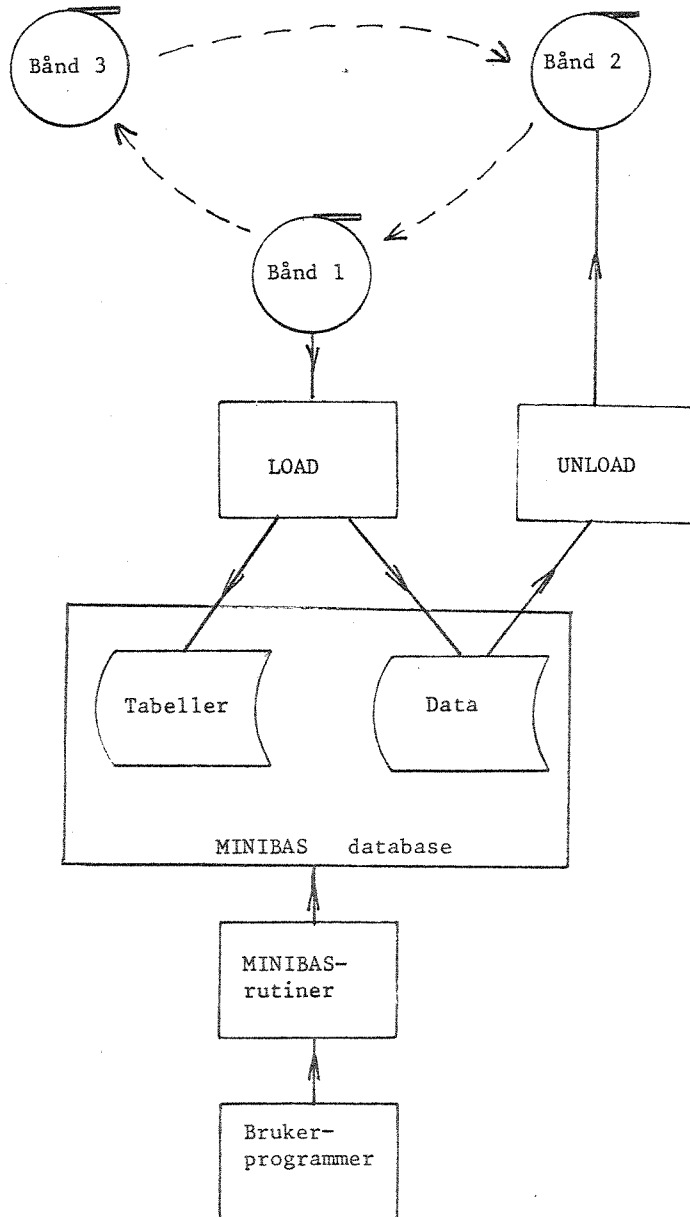 Bånd 3
Bånd 2
Bånd 1
LOAD
UNLOAD
Tabeller
Data
MINIBAS database
MINIBAS-
rutiner
Bruker-
programmer